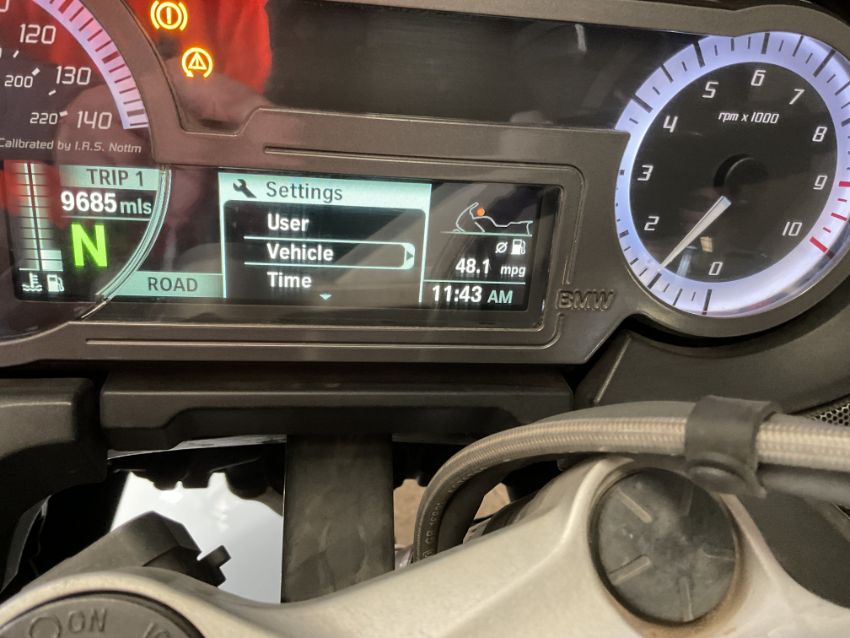 120
130
200
220 140
Calibrated by I.R.S. Nottm
TRIP 1
9685 mls
N
ROAD
Settings
User
Vehicle
Time
Ø
48.1 mpg
11:43 AM
BMW
rpm x 1000
0
2
3
4
5
6
7
8
9
10
ON